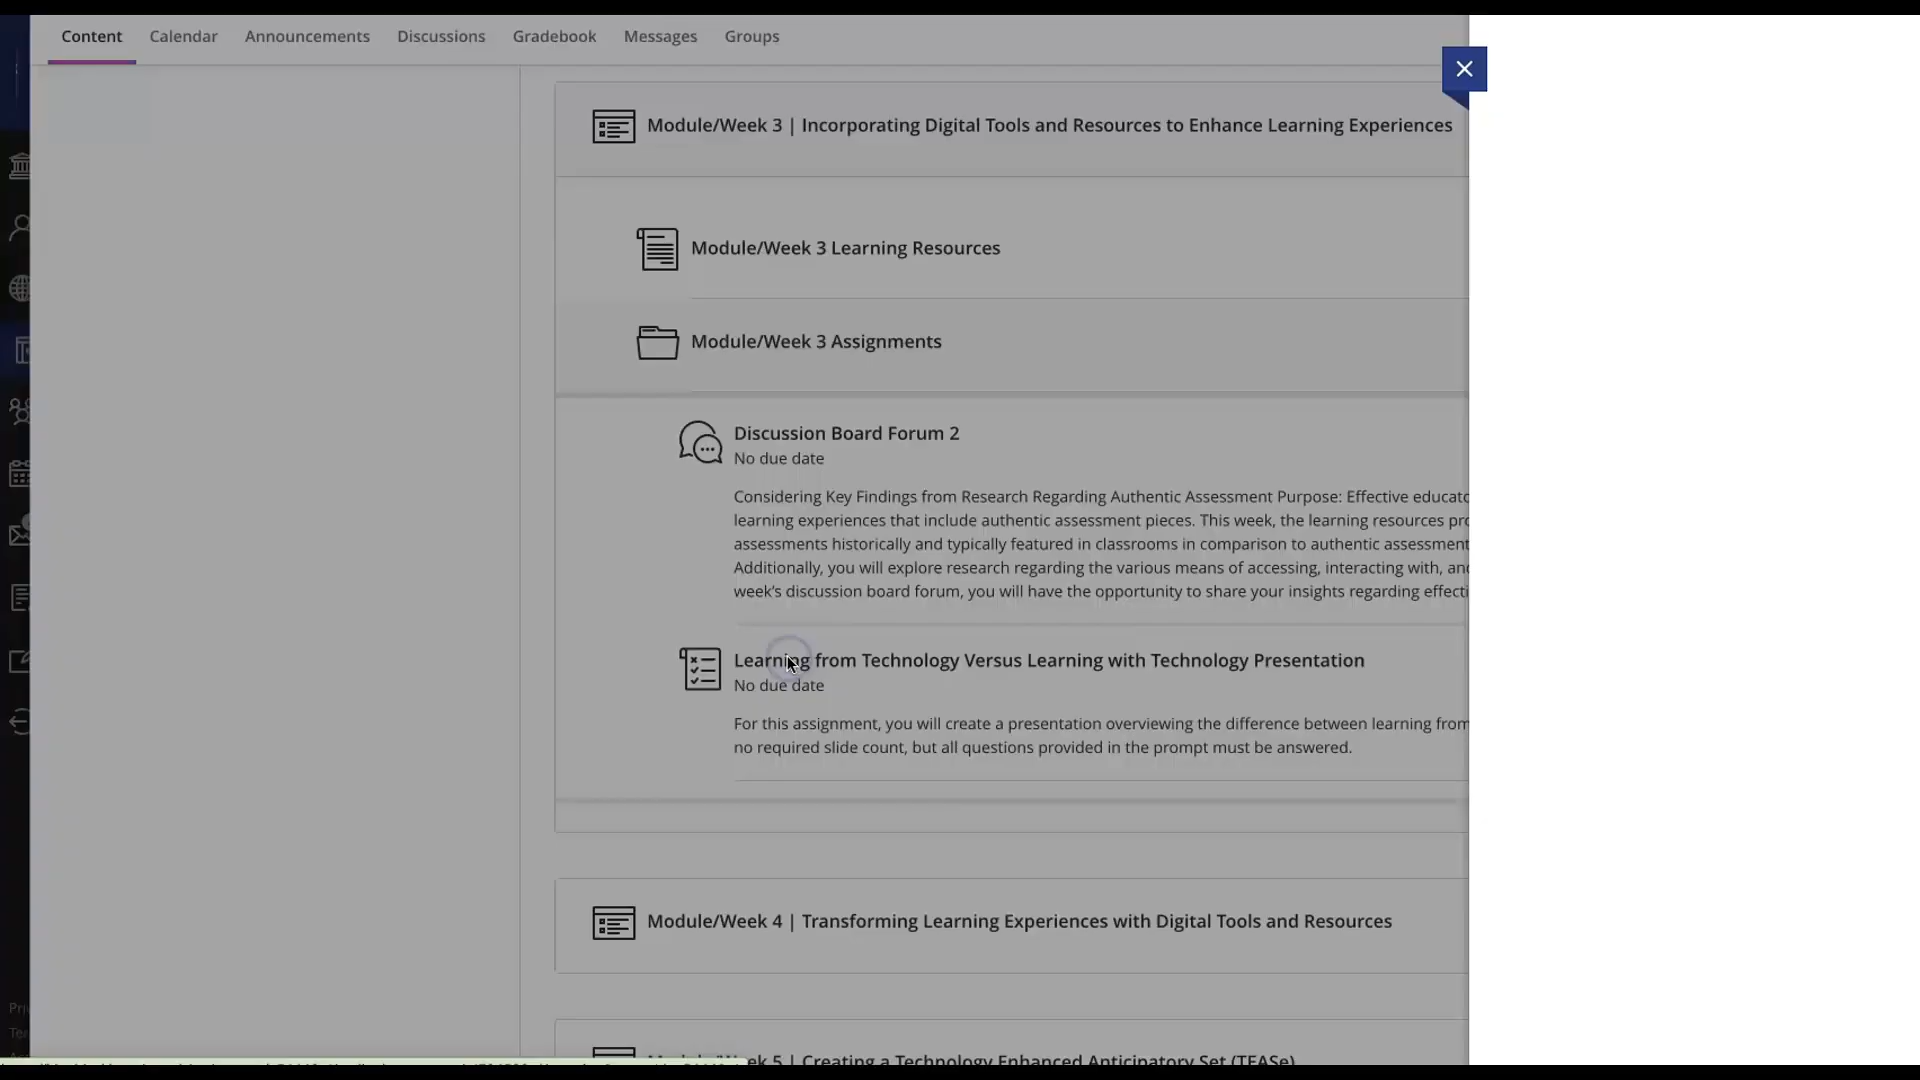 Content Calendar Announcements Discussions Gradebook Messages Groups
Module/Week 3 | Incorporating Digital Tools and Resources to Enhance Learning Experiences
Module/Week 3 Learning Resources
Module/Week 3 Assignments
Discussion Board Forum 2
No due date
Considering Key Findings from Research Regarding Authentic Assessment Purpose: Effective
learning experiences that include authentic assessment pieces. This week, the learning resources
assessments historically and typically featured in classrooms in comparison to authentic assessment
Additionally, you will explore research regarding the various means of accessing, interacting with,
week's discussion board forum, you will have the opportunity to share your insights regarding
Learning from Technology Versus Learning with Technology Presentation
No due date
For this assignment, you will create a presentation overviewing the difference between learning from
no required slide count, but all questions provided in the prompt must be answered.
Module/Week 4 | Transforming Learning Experiences with Digital Tools and Resources
5 | Creating a Technology Enhanced Anticipatory Set (TEASe)